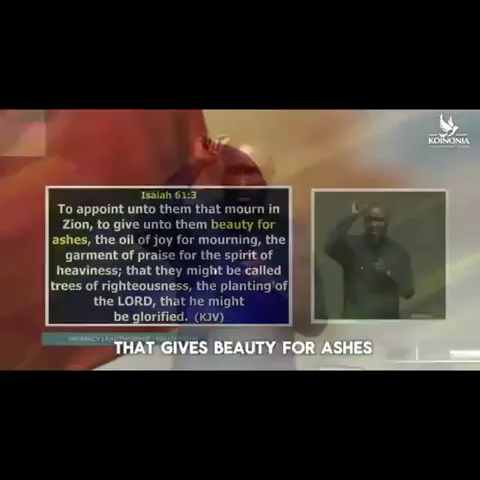 KOINONIA
Isaiah 61:3
To appoint unto them that mourn in
Zion, to give unto them beauty for
ashes, the oil of joy for mourning, the
garment of praise for the spirit of
heaviness; that they might be called
trees of righteousness, the planting of
the LORD, that he might
be glorified. (KJV)
THAT GIVES BEAUTY FOR ASHES